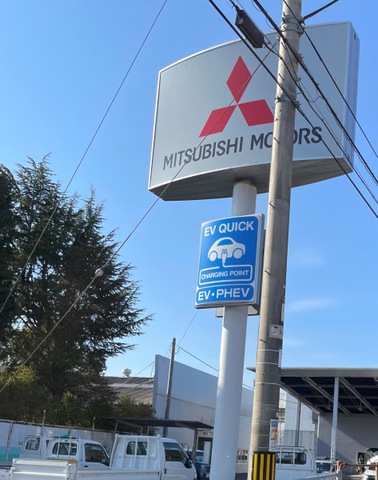 MITSUBISHI MOTORS
EV QUICK
CHARGING POINT
EV・PHEV